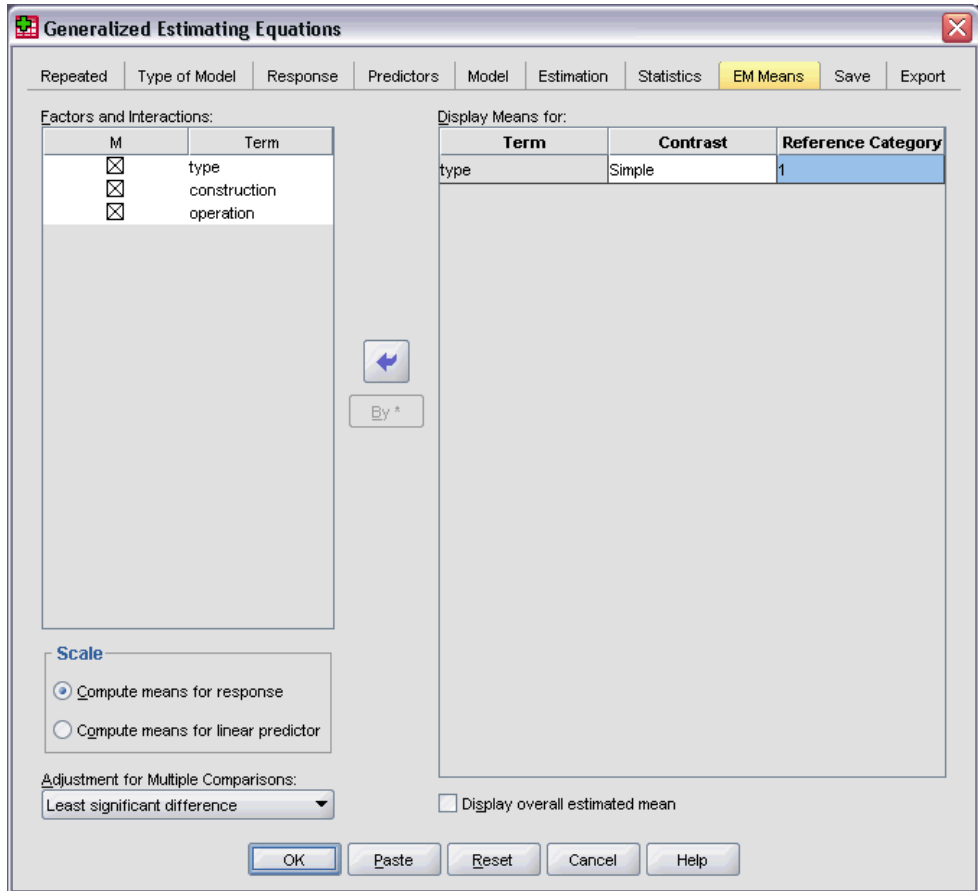 Generalized Estimating Equations
Repeated Type of Model Response Predictors Model Estimation Statistics EM Means Save Export
Factors and Interactions:
M Term
type
construction
operation
Display Means for:
Term Contrast Reference Category
type Simple 1
By *
Scale
Compute means for response
Compute means for linear predictor
Adjustment for Multiple Comparisons:
Least significant difference
Display overall estimated mean
OK Paste Reset Cancel Help